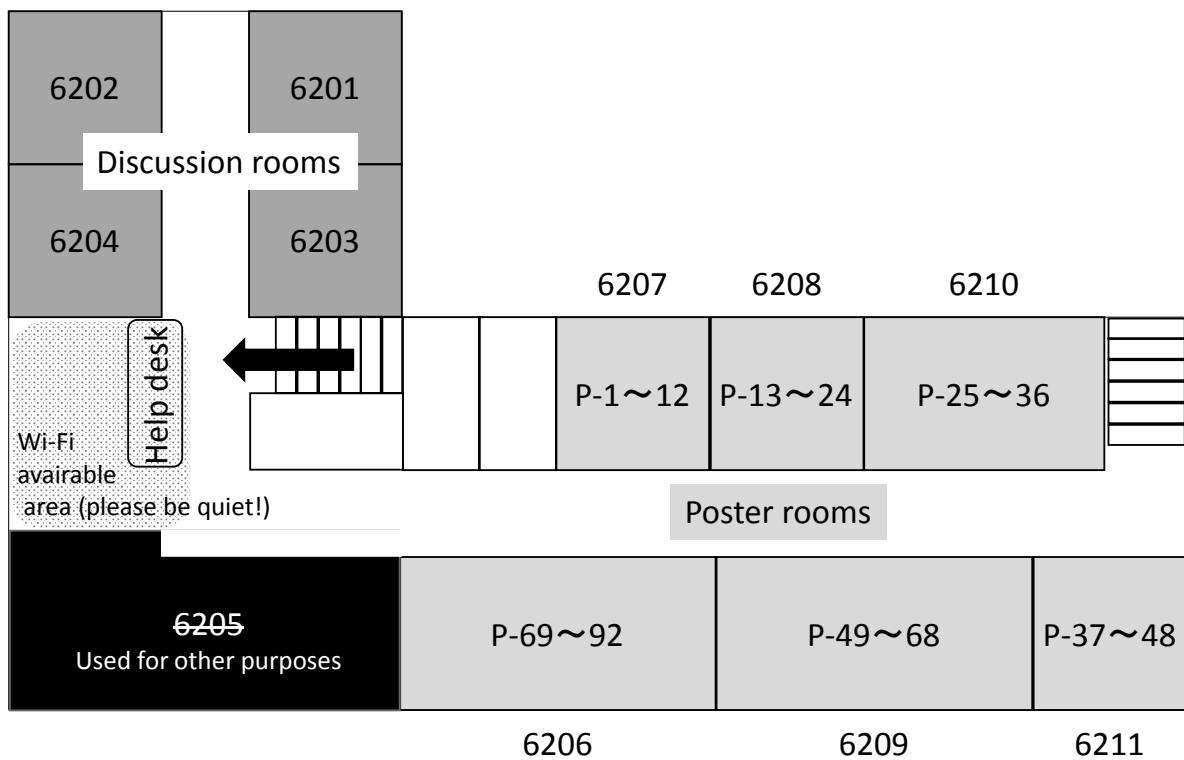 6202
6201
Discussion rooms
6204
6203
6207
6208
6210
Help desk
P-1～12
P-13～24
P-25～36
Wi-Fi
avairable
area (please be quiet!)
Poster rooms
6205
Used for other purposes
P-69～92
P-49～68
P-37～48
6206
6209
6211